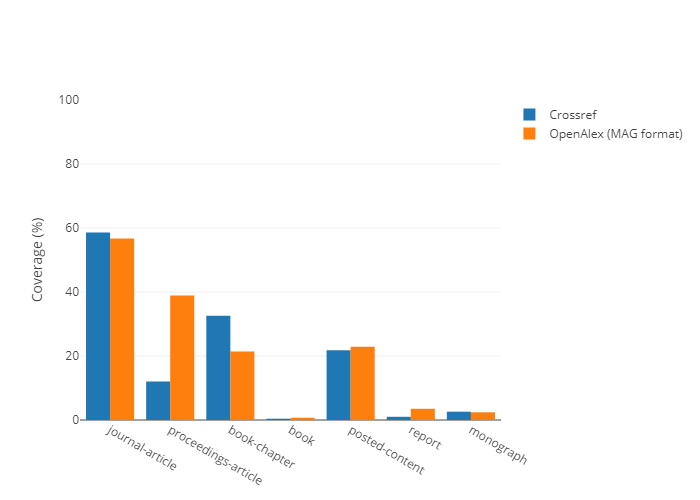 100
80
60
40
20
0
Coverage (%)
journal-article
proceedings-article
book-chapter
book
posted-content
report
monograph
Crossref
OpenAlex (MAG format)